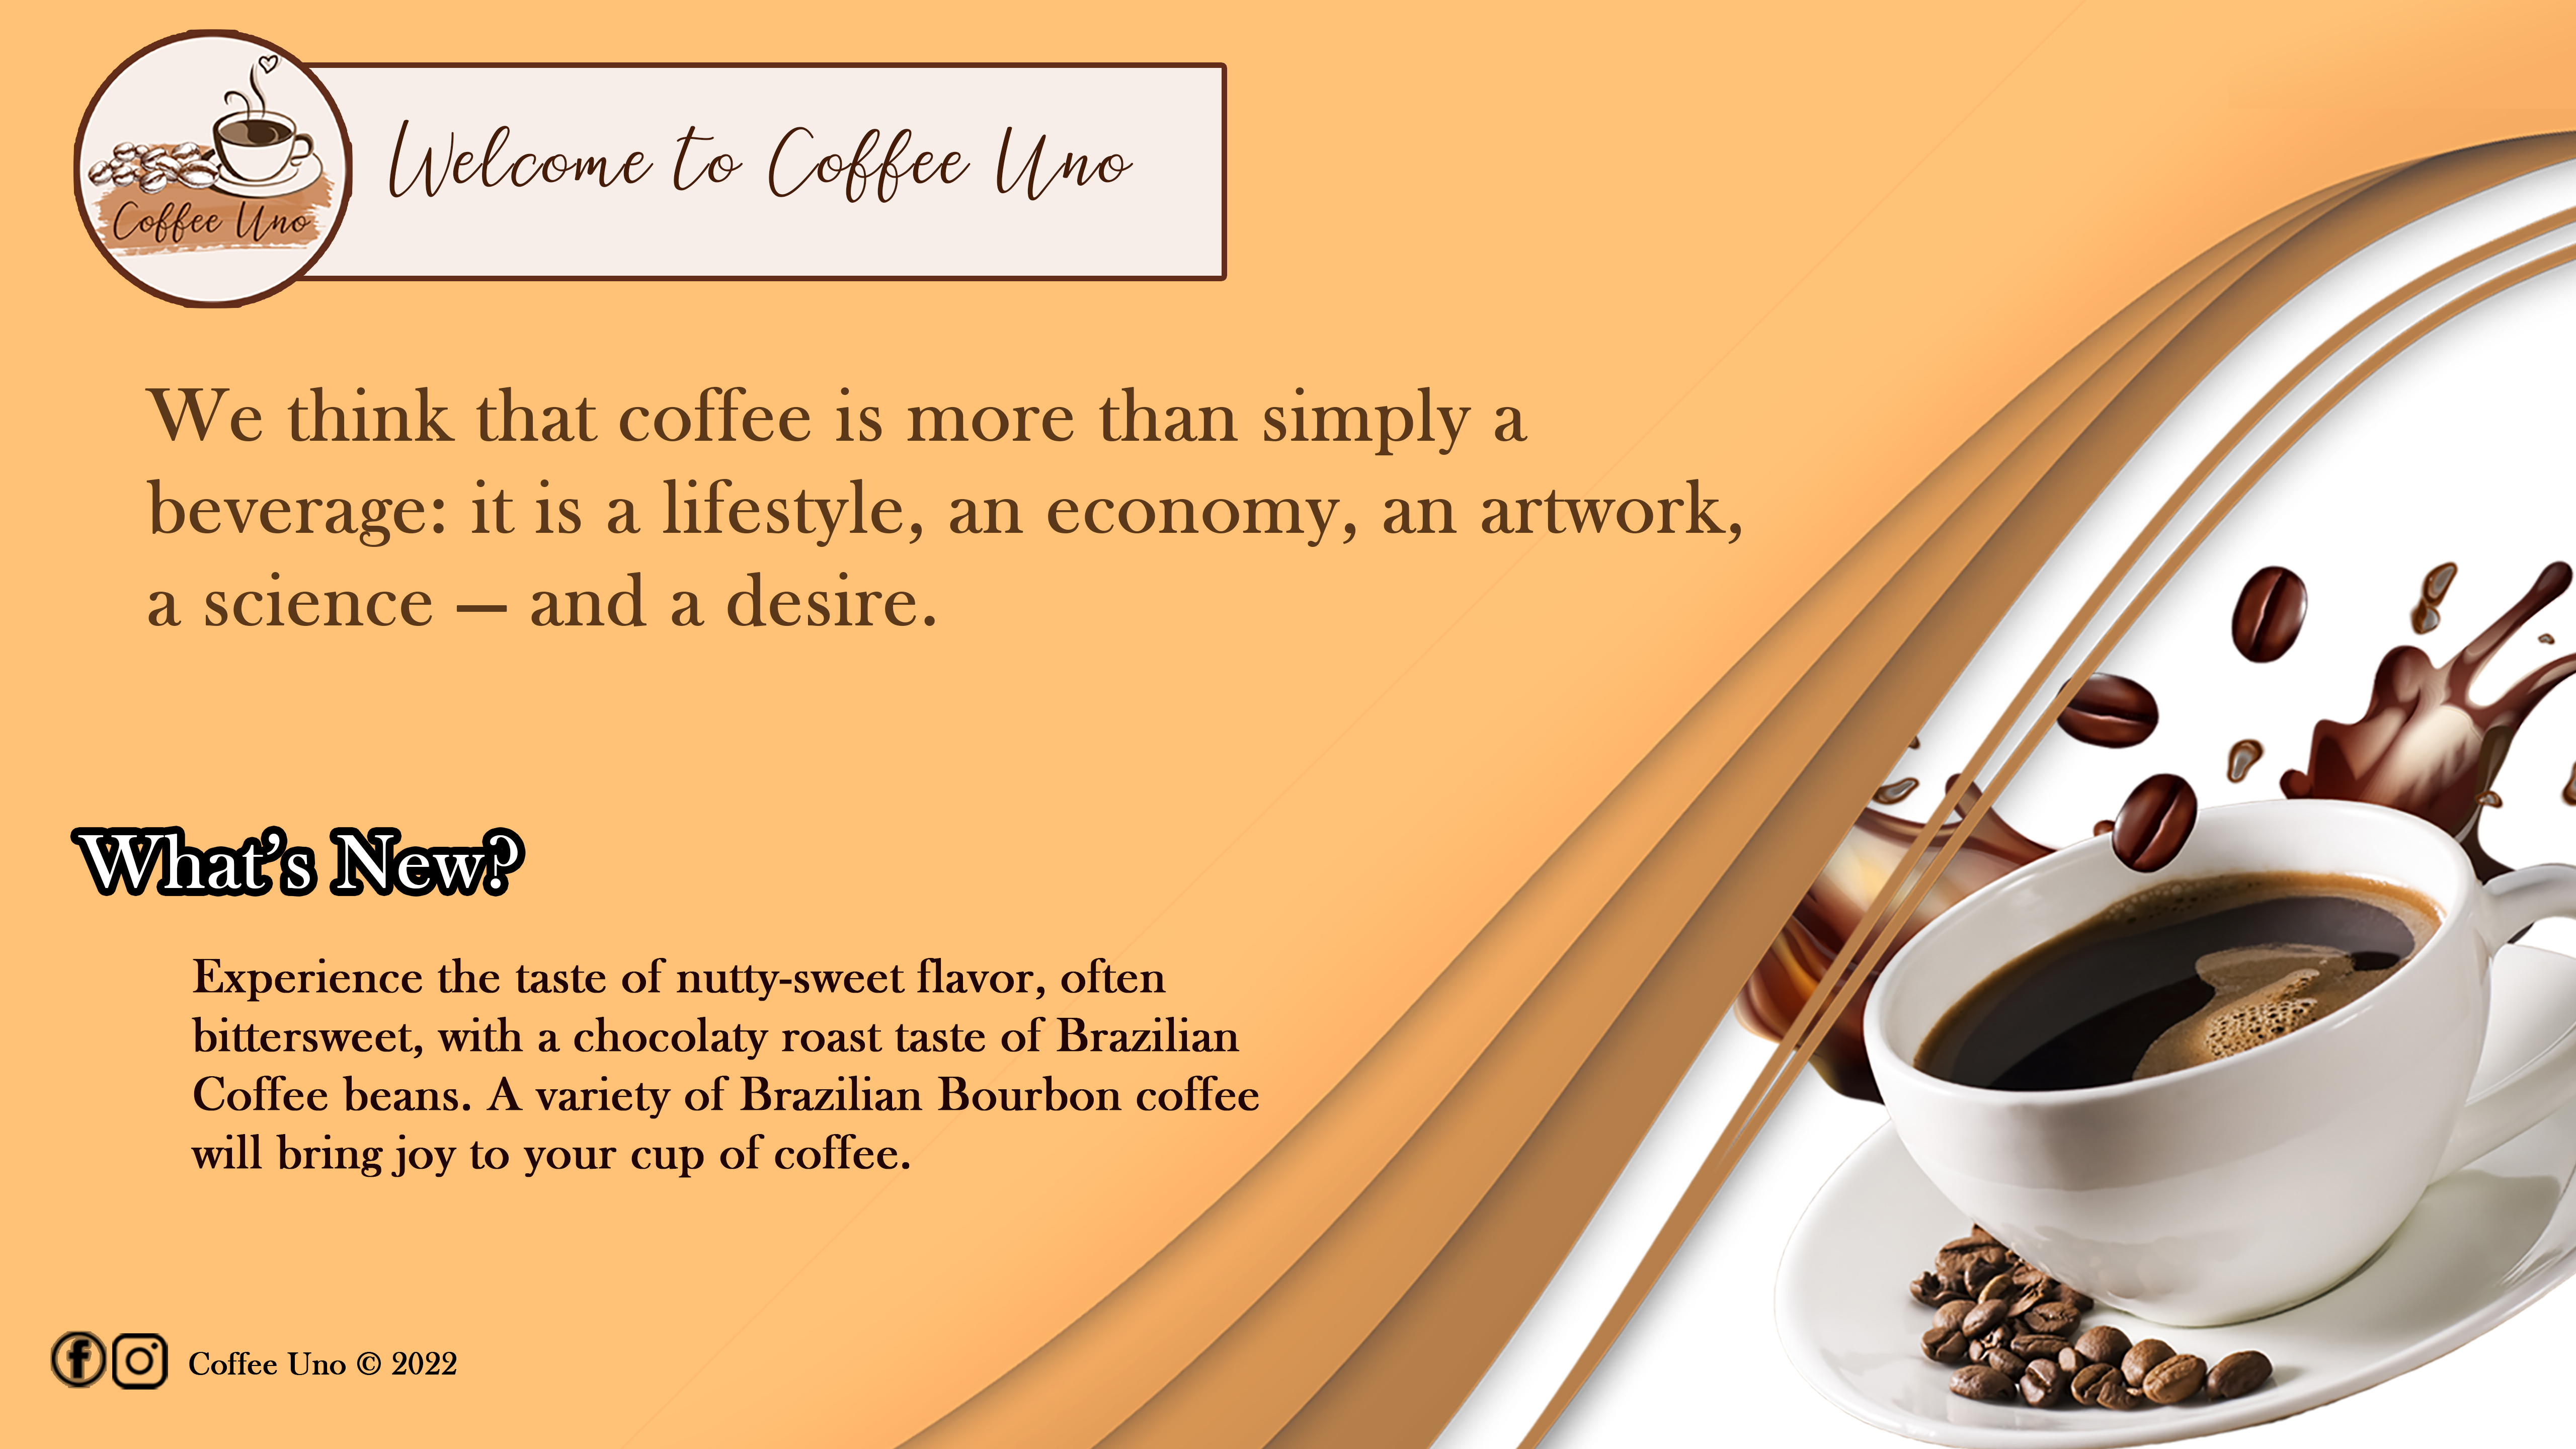 Coffee Uno
Welcome to Coffee Uno
We think that coffee is more than simply a
beverage: it is a lifestyle, an economy, an artwork,
a science — and a desire.
What's New?
Experience the taste of nutty-sweet flavor, often
bittersweet, with a chocolaty roast taste of Brazilian
Coffee beans. A variety of Brazilian Bourbon coffee
will bring joy to your cup of coffee.
Coffee Uno © 2022